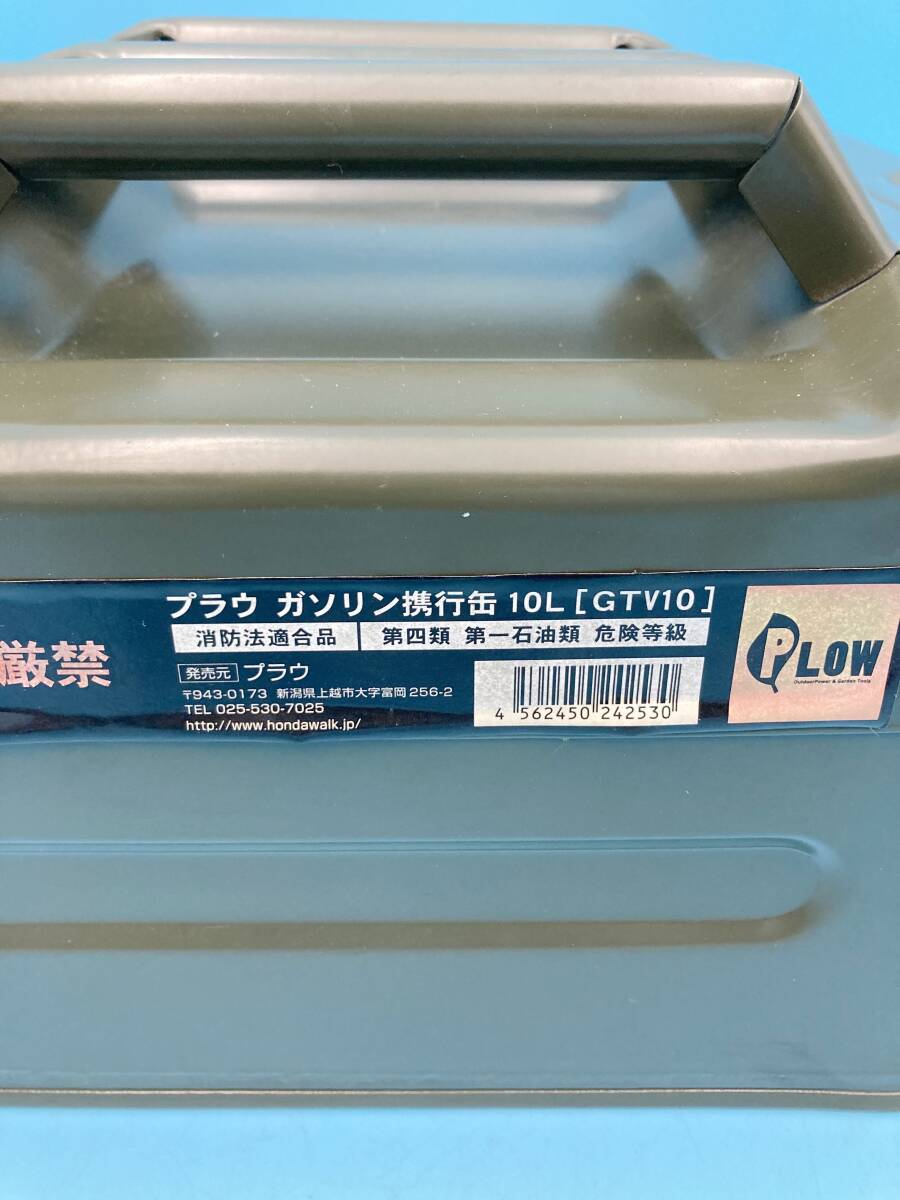 厳禁
プラウ ガソリン携行缶 10L [GTV10]
消防法適合品 第四類 第一石油類 危険等級
発売元 プラウ
〒943-0173 新潟県上越市大字富岡 256-2
TEL 025-530-7025
http://www.hondawalk.jp/
4 562450 242530
PLOW
OutdoorPower & Garden Tools